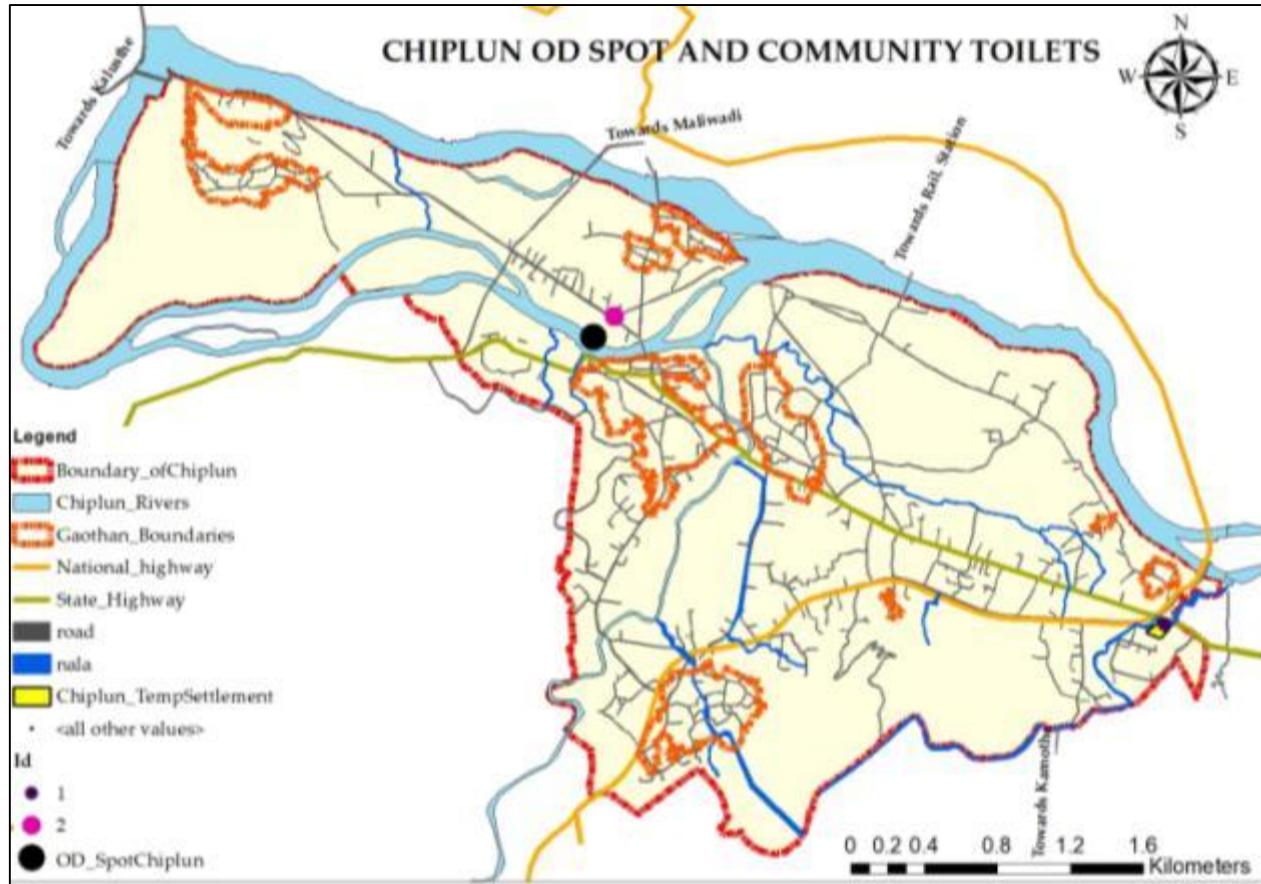 CHIPLUN OD SPOT AND COMMUNITY TOILETS
N
W
E
S
Towards Kalusthe
Towards Maliwadi
Towards Rail Station
Legend
Boundary_ofChiplun
Chiplun_Rivers
Gaothan_Boundaries
National_highway
State_Highway
road
nala
Chiplun_TempSettlement
<all other values>
Id
1
2
OD_SpotChiplun
Towards Kamothe
0 0.2 0.4 0.8 1.2 1.6
Kilometers